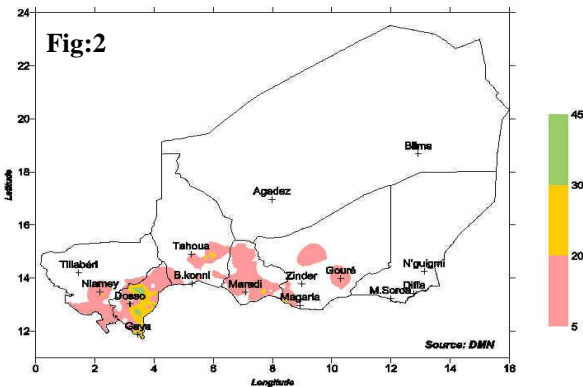 Fig:2
24
22
20
18
16
14
12
Latitude
0 2 4 6 8 10 12 14 16
Longitude
Bilma
Agadez
Tahoua
Tillabéri
N'guigmi
B.konni
Zinder
Gouré
Niamey
Maradi
Diffa
Dosso
M.Soroa
Magaria
Gaya
Source: DMN
45
30
20
5